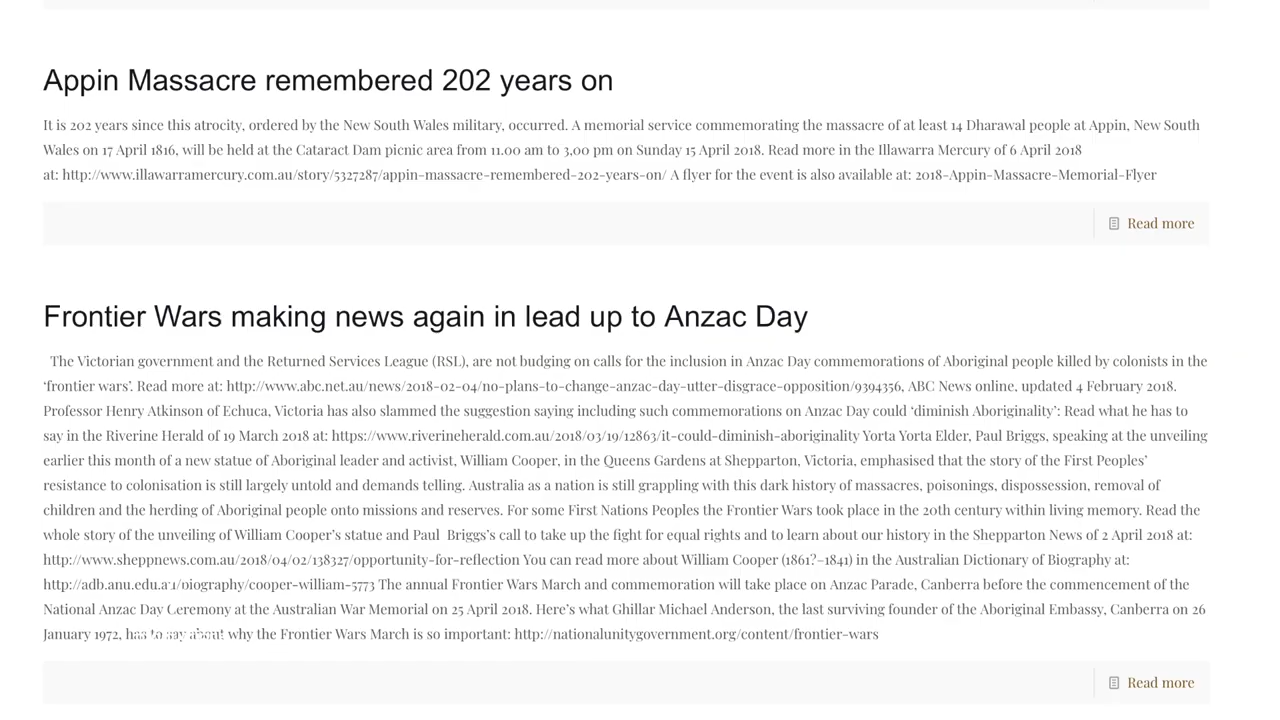 Appin Massacre remembered 202 years on
It is 202 years since this atrocity, ordered by the New South Wales military, occurred. A memorial service commemorating the massacre of at least 14 Dharawal people at Appin, New South
Wales on 17 April 1816, will be held at the Cataract Dam picnic area from 11.00 am to 3,00 pm on Sunday 15 April 2018. Read more in the Illawarra Mercury of 6 April 2018
at: http://www.illawarramercury.com.au/story/5327287/appin-massacre-remembered-202-years-on/ A flyer for the event is also available at: 2018-Appin-Massacre-Memorial-Flyer
Read more
Frontier Wars making news again in lead up to Anzac Day
The Victorian government and the Returned Services League (RSL), are not budging on calls for the inclusion in Anzac Day commemorations of Aboriginal people killed by colonists in the
‘frontier wars’. Read more at: http://www.abc.net.au/news/2018-02-04/no-plans-to-change-anzac-day-utter-disgrace-opposition/9394356, ABC News online, updated 4 February 2018.
Professor Henry Atkinson of Echuca, Victoria has also slammed the suggestion saying including such commemorations on Anzac Day could ‘diminish Aboriginality’: Read what he has to
say in the Riverine Herald of 19 March 2018 at: https://www.riverineherald.com.au/2018/03/19/12863/it-could-diminish-aboriginality Yorta Yorta Elder, Paul Briggs, speaking at the unveiling
earlier this month of a new statue of Aboriginal leader and activist, William Cooper, in the Queens Gardens at Shepparton, Victoria, emphasised that the story of the First Peoples’
resistance to colonisation is still largely untold and demands telling. Australia as a nation is still grappling with this dark history of massacres, poisonings, dispossession, removal of
children and the herding of Aboriginal people onto missions and reserves. For some First Nations Peoples the Frontier Wars took place in the 20th century within living memory. Read the
whole story of the unveiling of William Cooper’s statue and Paul Briggs’s call to take up the fight for equal rights and to learn about our history in the Shepparton News of 2 April 2018 at:
http://www.sheppnews.com.au/2018/04/02/138327/opportunity-for-reflection You can read more about William Cooper (1861?–1841) in the Australian Dictionary of Biography at:
http://adb.anu.edu.au/biography/cooper-william-5773 The annual Frontier Wars March and commemoration will take place on Anzac Parade, Canberra before the commencement of the
National Anzac Day Ceremony at the Australian War Memorial on 25 April 2018. Here’s what Ghillar Michael Anderson, the last surviving founder of the Aboriginal Embassy, Canberra on 26
January 1972, has to say about why the Frontier Wars March is so important: http://nationalunitygovernment.org/content/frontier-wars
Read more